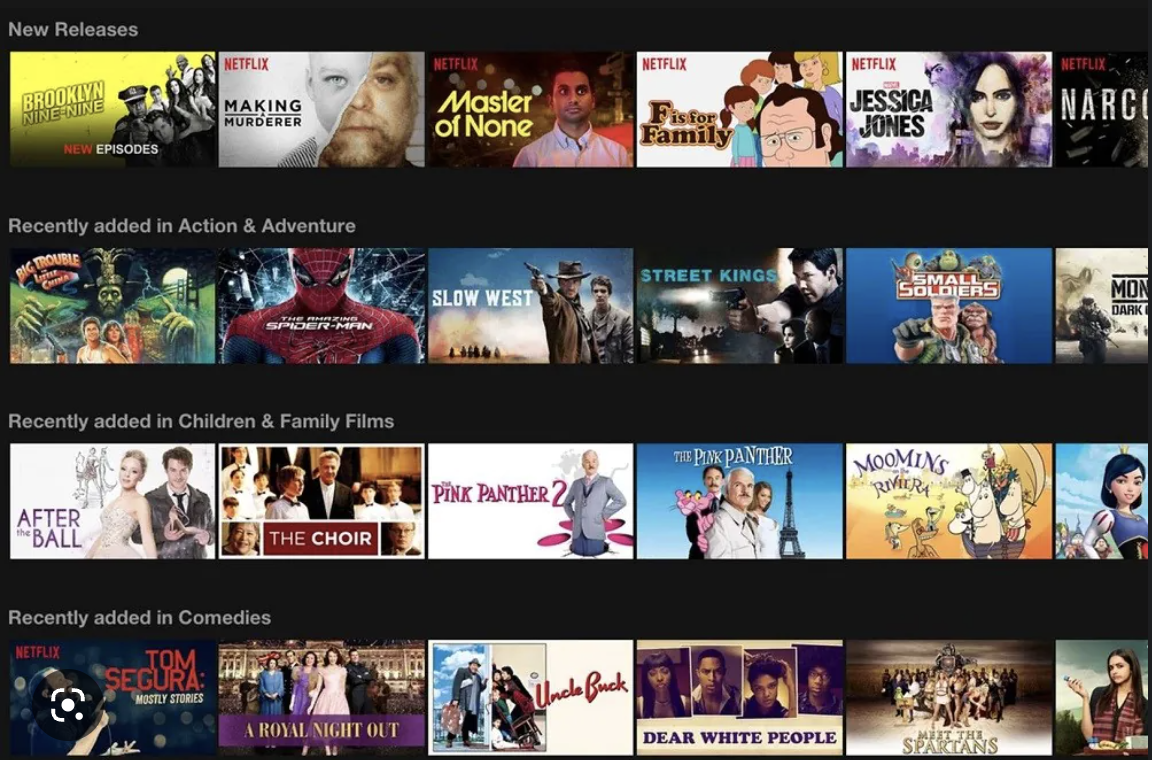 New Releases
BROOKLYN
NINE-NINE
NEW EPISODES
NETFLIX
MAKING
A
MURDERER
NETFLIX
Master
of None
NETFLIX
F is for
Family
NETFLIX
MARVEL
JESSICA
JONES
NETFLIX
NARCO
Recently added in Action & Adventure
BIG TROUBLE
IN LITTLE
CHINA
THE AMAZING
SPIDER-MAN
SLOW WEST
STREET KINGS
SMALL
SOLDIERS
MON
DARK
Recently added in Children & Family Films
AFTER
the BALL
THE CHOIR
THE PINK PANTHER 2
THE PINK PANTHER
MOOMINS
on the
RIVIERA
Recently added in Comedies
NETFLIX
TOM
SEGURA:
MOSTLY STORIES
A ROYAL NIGHT OUT
Uncle Buck
DEAR WHITE PEOPLE
MEET THE
SPARTANS